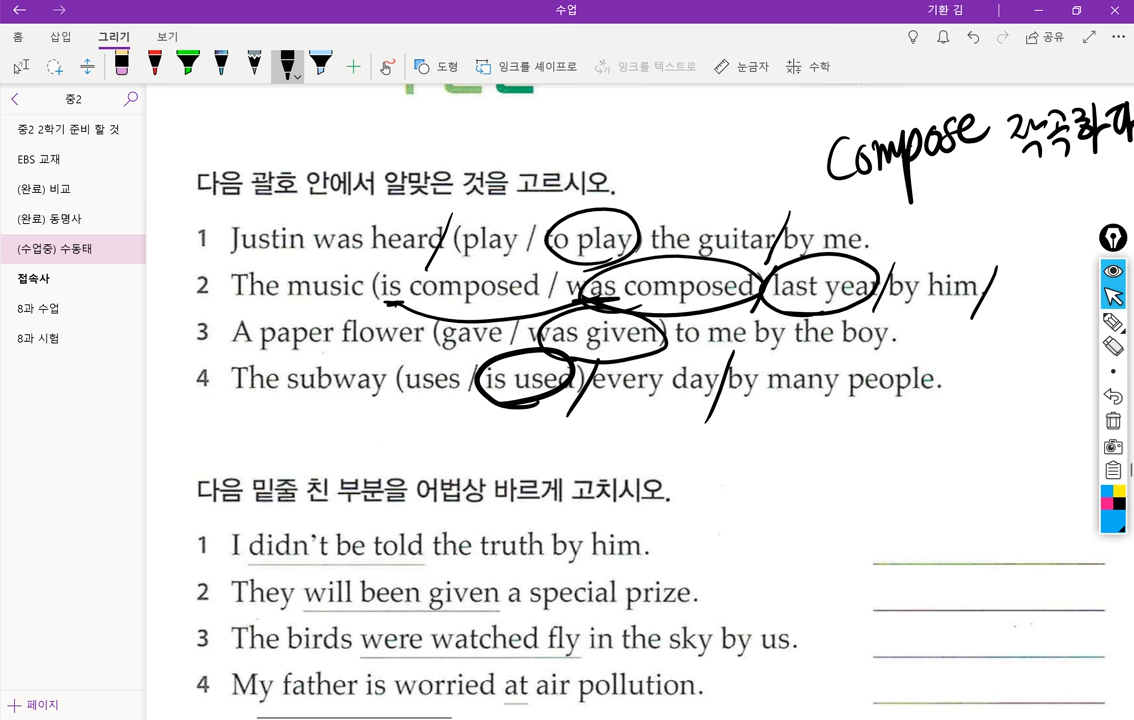 수업
기환 김
홈 삽입 그리기 보기
공유
도형
잉크를 셰이프로
잉크를 텍스트로
눈금자
수학
중2
중2 2학기 준비 할 것
EBS 교재
(완료) 비교
(완료) 동명사
(수업중) 수동태
접속사
8과 수업
8과 시험
페이지
Compose 작곡하다
다음 괄호 안에서 알맞은 것을 고르시오.
1 Justin was heard (play / to play) the guitar by me.
2 The music (is composed / was composed) last year by him.
3 A paper flower (gave / was given) to me by the boy.
4 The subway (uses / is used) every day by many people.
다음 밑줄 친 부분을 어법상 바르게 고치시오.
1 I didn't be told the truth by him.
2 They will been given a special prize.
3 The birds were watched fly in the sky by us.
4 My father is worried at air pollution.